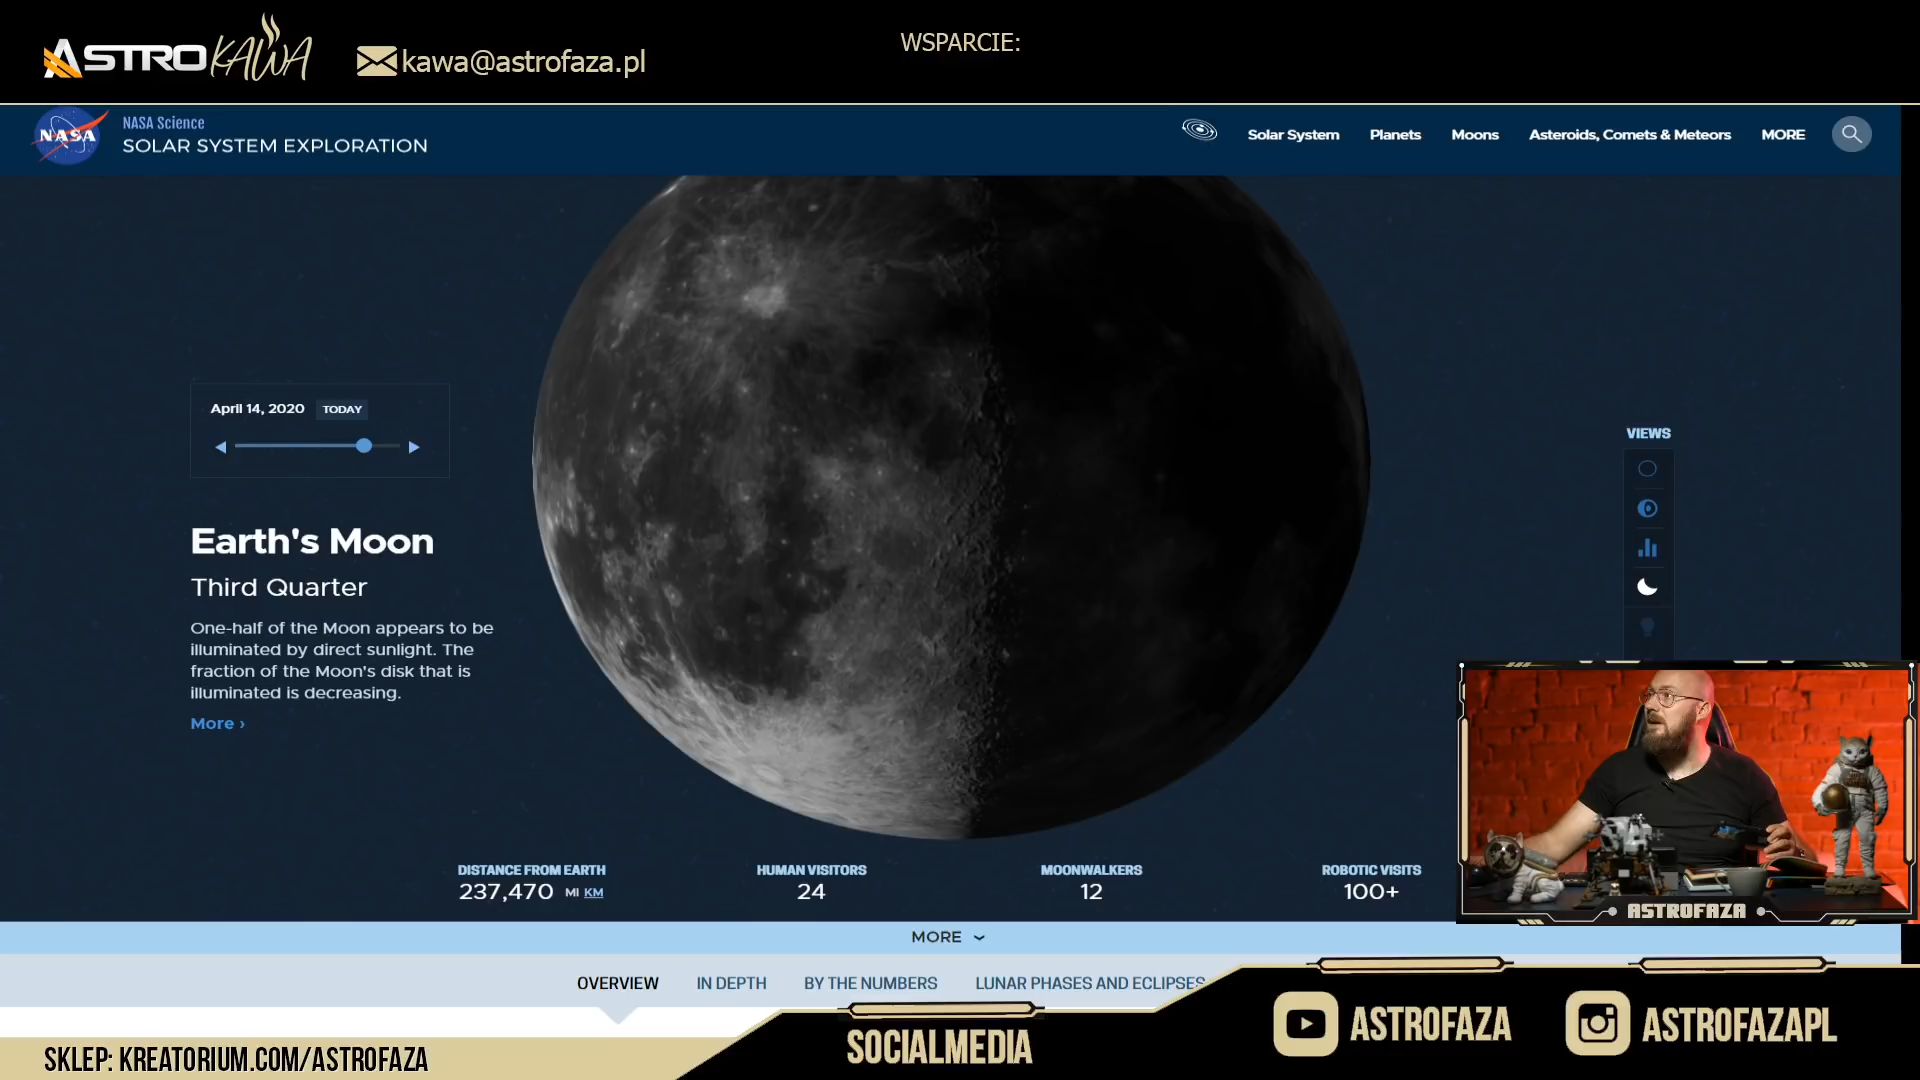 ASTROKAWA
kawa@astrofaza.pl
WSPARCIE:
NASA
NASA Science
SOLAR SYSTEM EXPLORATION
Solar System
Planets
Moons
Asteroids, Comets & Meteors
MORE
April 14, 2020
TODAY
Earth's Moon
Third Quarter
One-half of the Moon appears to be
illuminated by direct sunlight. The
fraction of the Moon's disk that is
illuminated is decreasing.
More ›
VIEWS
DISTANCE FROM EARTH
237,470 MI KM
HUMAN VISITORS
24
MOONWALKERS
12
ROBOTIC VISITS
100+
ASTROFAZA
MORE
OVERVIEW
IN DEPTH
BY THE NUMBERS
LUNAR PHASES AND ECLIPSES
SKLEP: KREATORIUM.COM/ASTROFAZA
SOCIALMEDIA
ASTROFAZA
ASTROFAZAPL